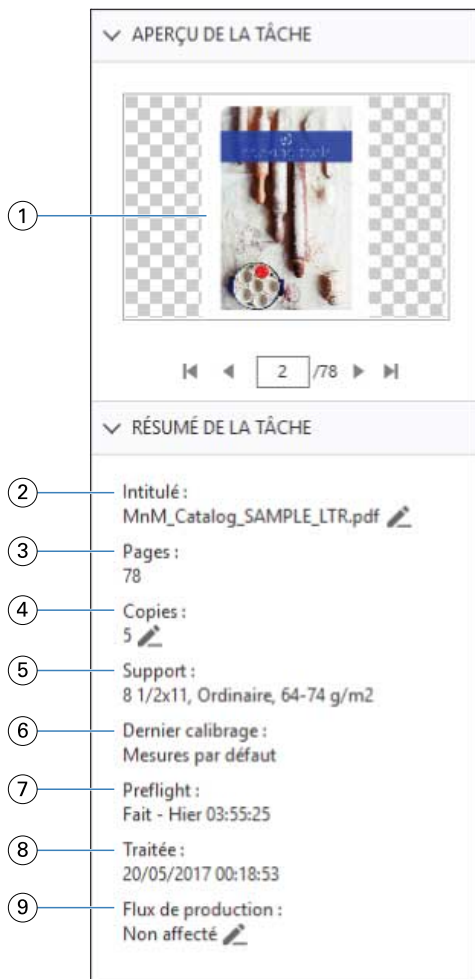 APERÇU DE LA TÂCHE
1
2 /78
RÉSUMÉ DE LA TÂCHE
2
Intitulé :
MnM_Catalog_SAMPLE_LTR.pdf
3
Pages :
78
4
Copies :
5
5
Support :
8 1/2x11, Ordinaire, 64-74 g/m2
6
Dernier calibrage :
Mesures par défaut
7
Preflight :
Fait - Hier 03:55:25
8
Traitée :
20/05/2017 00:18:53
9
Flux de production :
Non affecté